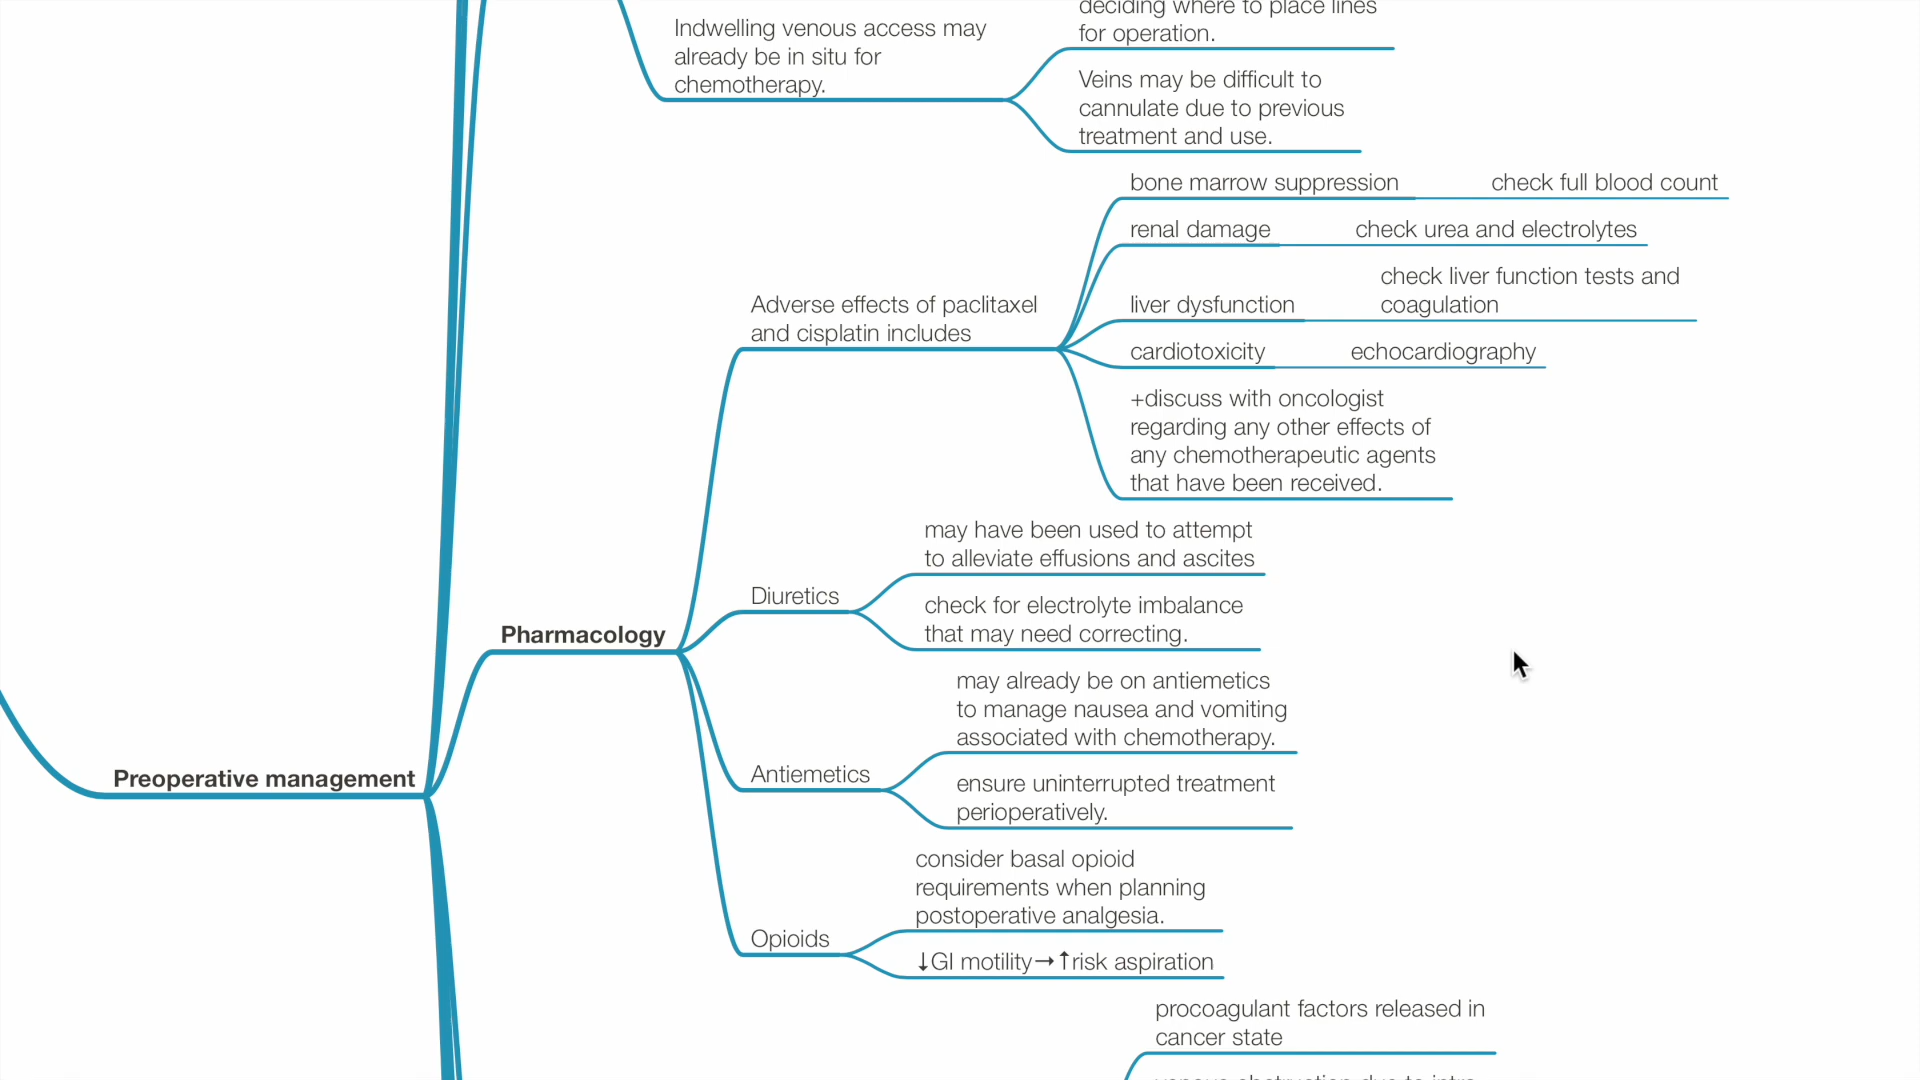 deciding where to place lines
for operation.
Indwelling venous access may
already be in situ for
chemotherapy.
Veins may be difficult to
cannulate due to previous
treatment and use.
bone marrow suppression
check full blood count
renal damage
check urea and electrolytes
Adverse effects of paclitaxel
and cisplatin includes
liver dysfunction
check liver function tests and
coagulation
cardiotoxicity
echocardiography
+discuss with oncologist
regarding any other effects of
any chemotherapeutic agents
that have been received.
Pharmacology
Diuretics
may have been used to attempt
to alleviate effusions and ascites
check for electrolyte imbalance
that may need correcting.
Preoperative management
Antiemetics
may already be on antiemetics
to manage nausea and vomiting
associated with chemotherapy.
ensure uninterrupted treatment
perioperatively.
Opioids
consider basal opioid
requirements when planning
postoperative analgesia.
↓GI motility→↑risk aspiration
procoagulant factors released in
cancer state
venous obstruction due to intra-